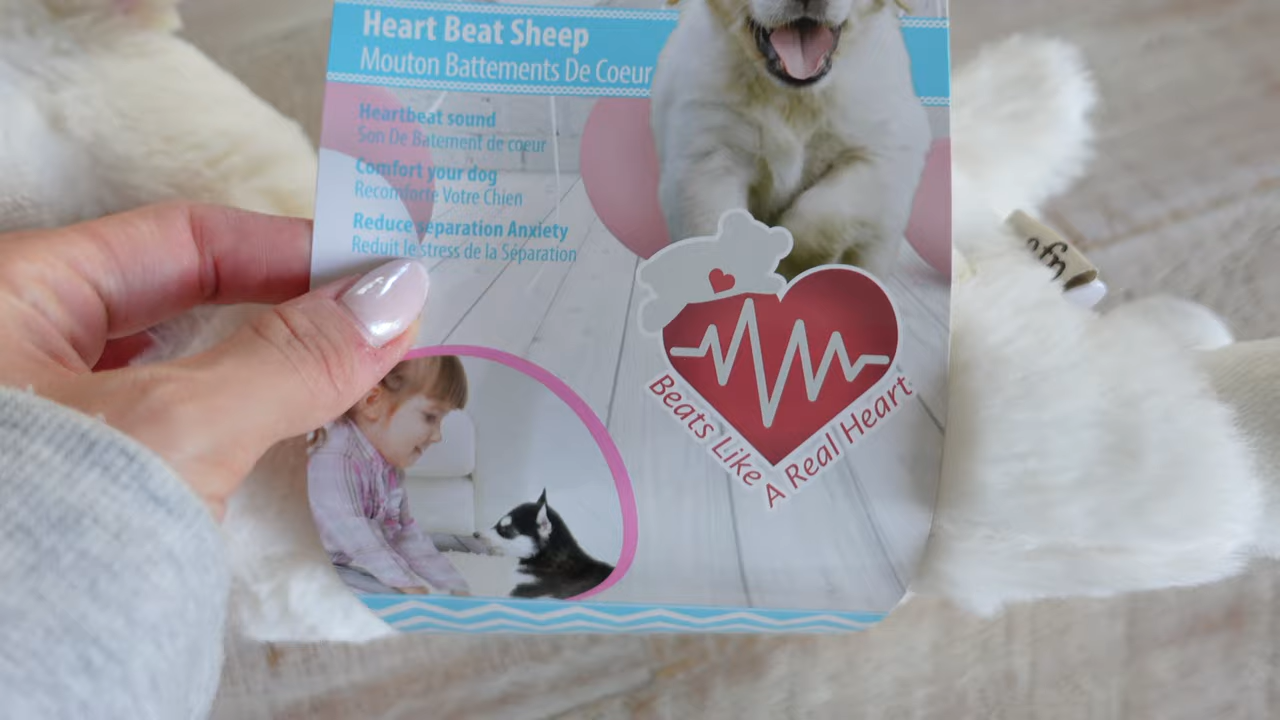 Heart Beat Sheep
Mouton Battements De Coeur
Heartbeat sound
Son De Batement de coeur
Comfort your dog
Recomforte Votre Chien
Reduce separation Anxiety
Reduit le stress de la Séparation
Beats Like A Real Heart